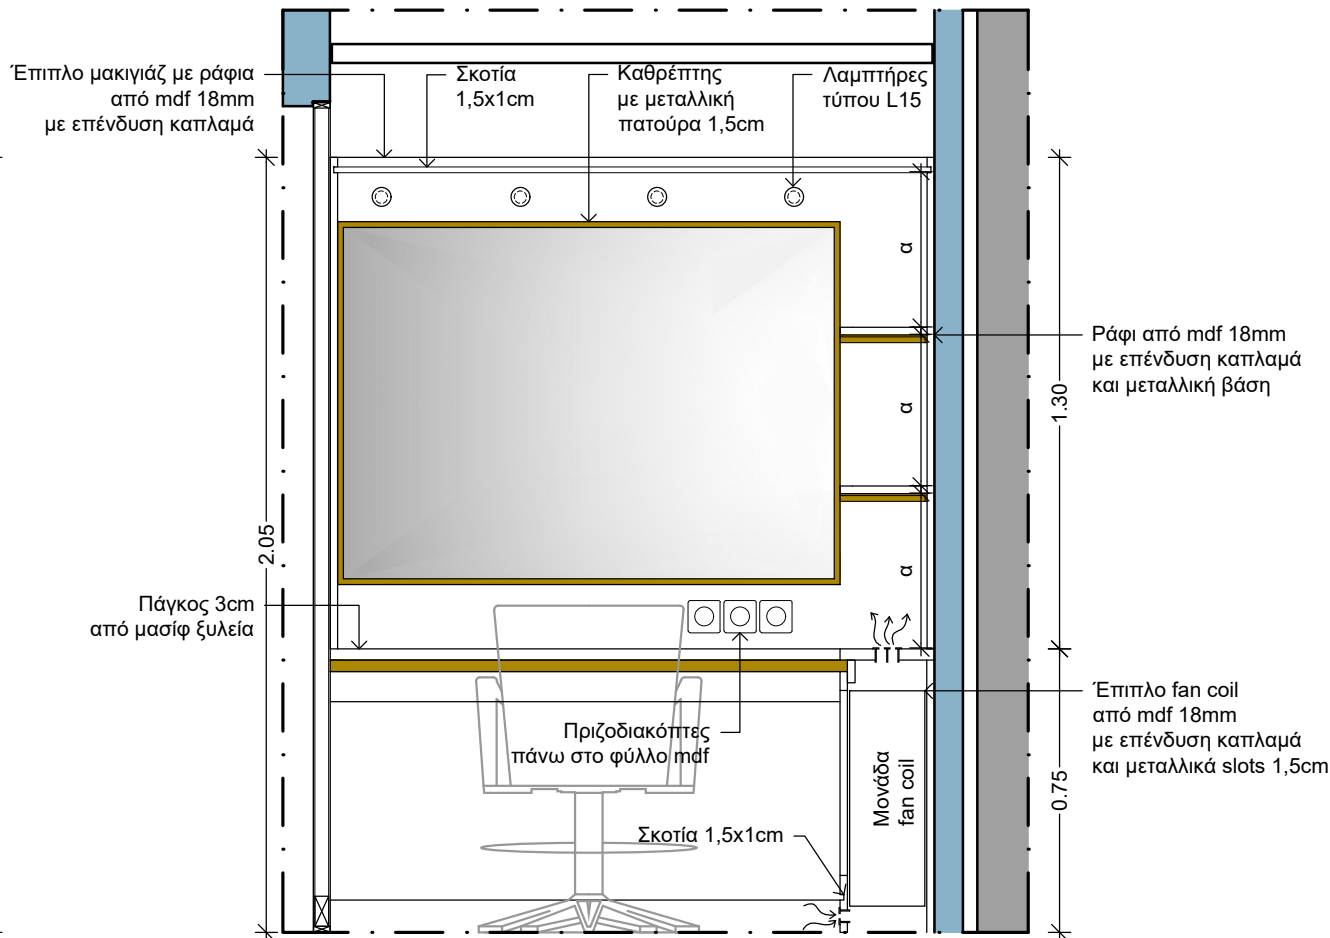 Έπιπλο μακιγιάζ με ράφια
από mdf 18mm
με επένδυση καπλαμά
Σκοτία
1,5x1cm
Καθρέπτης
με μεταλλική
πατούρα 1,5cm
Λαμπτήρες
τύπου L15
α
α
α
Ράφι από mdf 18mm
με επένδυση καπλαμά
και μεταλλική βάση
1.30
2.05
Πάγκος 3cm
από μασίφ ξυλεία
Πριζοδιακόπτες
πάνω στο φύλλο mdf
Έπιπλο fan coil
από mdf 18mm
με επένδυση καπλαμά
και μεταλλικά slots 1,5cm
Μονάδα
fan coil
0.75
Σκοτία 1,5x1cm